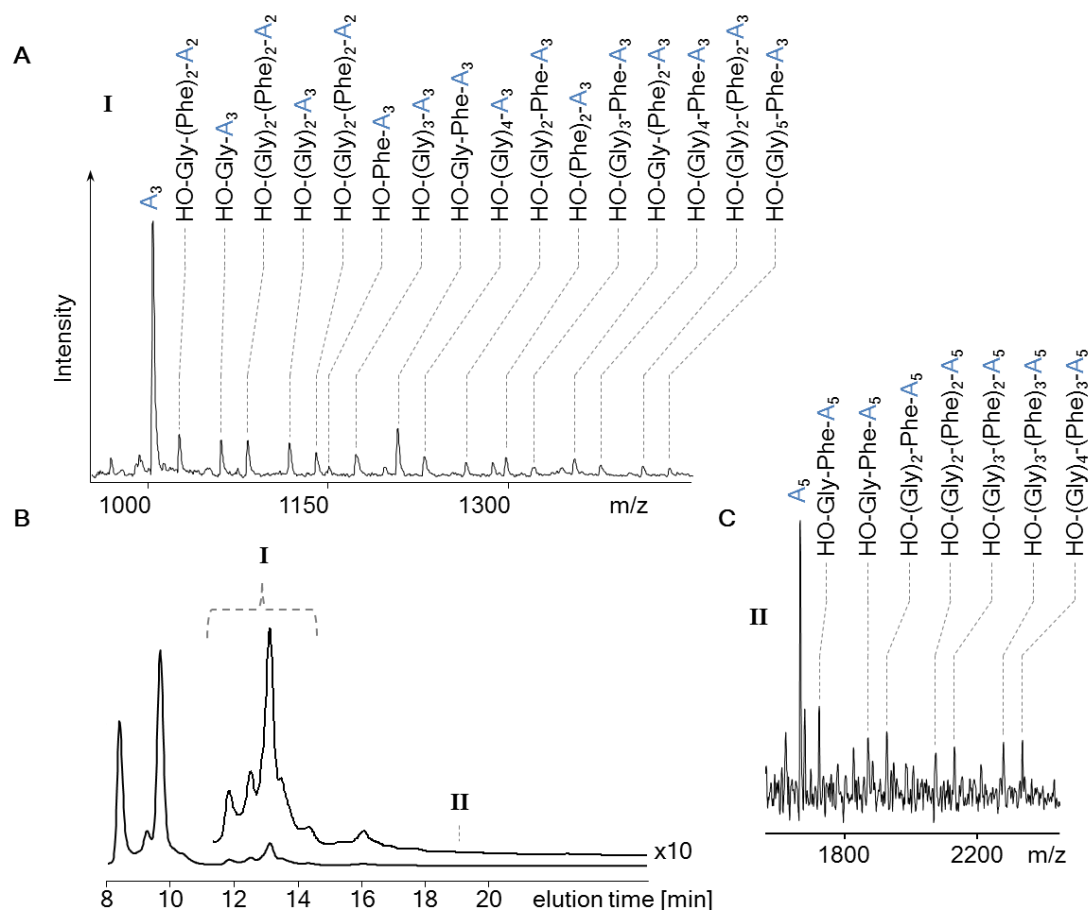 A
I
A₃
HO-Gly-(Phe)₂-A₂
HO-Gly-A₃
HO-(Gly)₂-(Phe)₂-A₂
HO-(Gly)₂-A₃
HO-(Gly)₂-(Phe)₂-A₂
HO-Phe-A₃
HO-(Gly)₃-A₃
HO-Gly-Phe-A₃
HO-(Gly)₄-A₃
HO-(Gly)₂-Phe-A₃
HO-(Phe)₂-A₃
HO-(Gly)₃-Phe-A₃
HO-Gly-(Phe)₂-A₃
HO-(Gly)₄-Phe-A₃
HO-(Gly)₂-(Phe)₂-A₃
HO-(Gly)₅-Phe-A₃
Intensity
1000 1150 1300 m/z
B
I
II
x10
8 10 12 14 16 18 20 elution time [min]
C
II
A₅
HO-Gly-Phe-A₅
HO-Gly-Phe-A₅
HO-(Gly)₂-Phe-A₅
HO-(Gly)₂-(Phe)₂-A₅
HO-(Gly)₃-(Phe)₂-A₅
HO-(Gly)₃-(Phe)₃-A₅
HO-(Gly)₄-(Phe)₃-A₅
1800 2200 m/z